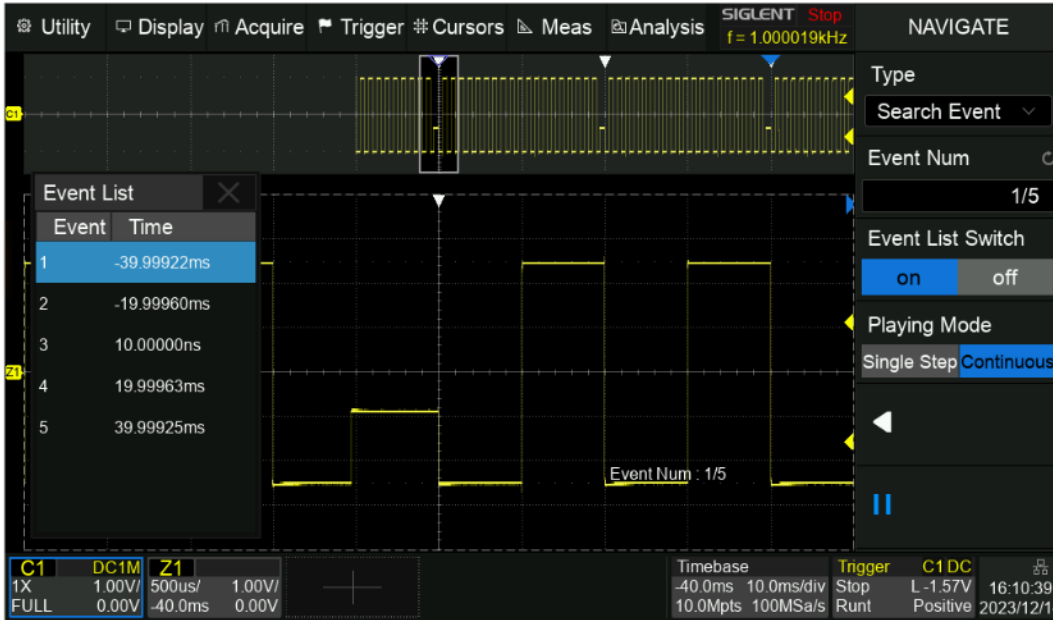 Utility Display Acquire Trigger Cursors Meas Analysis
SIGLENT Stop
f = 1.000019kHz
NAVIGATE
Type
Search Event
Event Num
1/5
Event List Switch
on off
Playing Mode
Single Step Continuous
C1
Event List
Event Time
1 -39.99922ms
2 -19.99960ms
3 10.00000ns
4 19.99963ms
5 39.99925ms
Z1
Event Num : 1/5
C1 DC1M
1X 1.00V/
FULL 0.00V
Z1
500us/ 1.00V/
-40.0ms 0.00V
Timebase
-40.0ms 10.0ms/div
10.0Mpts 100MSa/s
Trigger C1 DC
Stop L -1.57V
Runt Positive
16:10:39